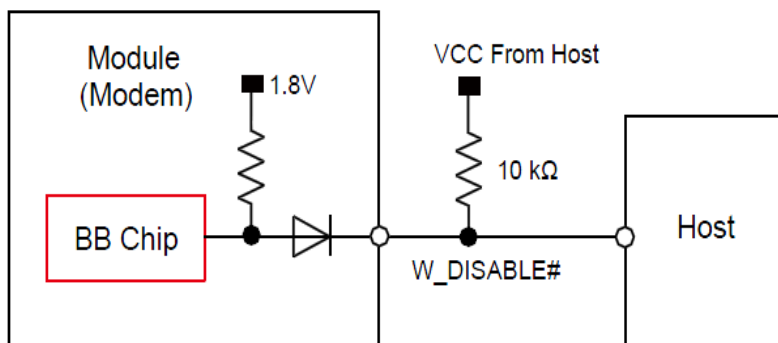 Module
(Modem)
1.8V
VCC From Host
10 kΩ
BB Chip
W_DISABLE#
Host